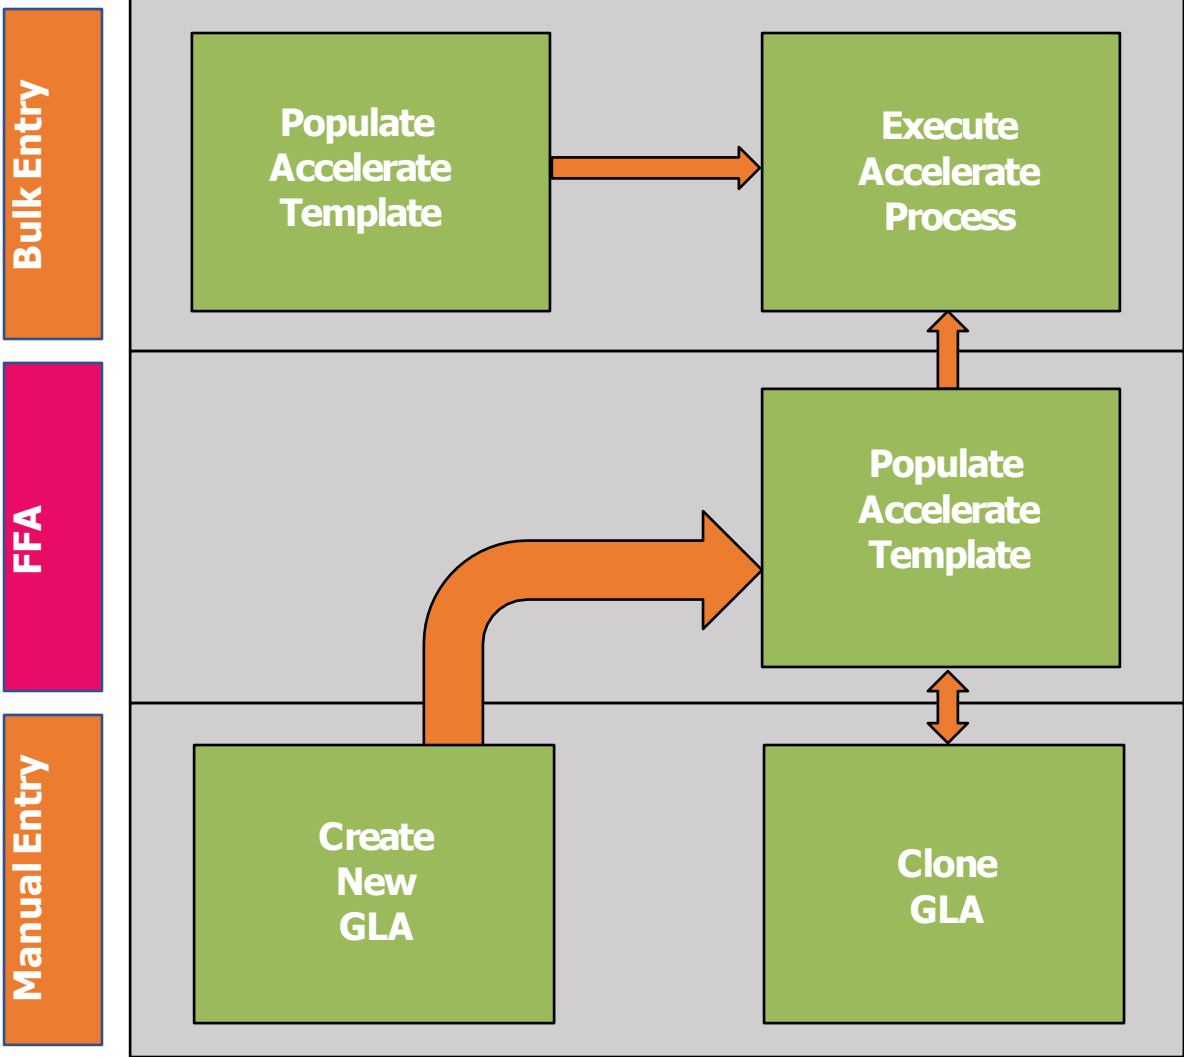 Bulk Entry
Populate
Accelerate
Template
Execute
Accelerate
Process
FFA
Populate
Accelerate
Template
Manual Entry
Create
New
GLA
Clone
GLA